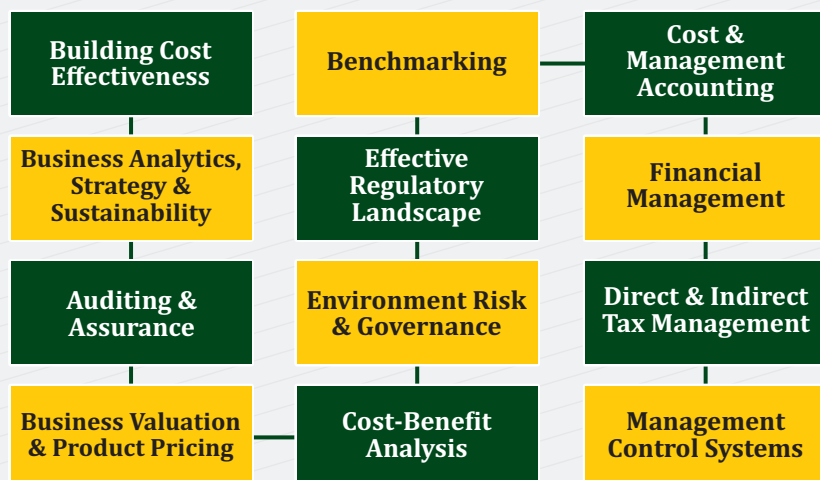 Building Cost
Effectiveness
Business Analytics,
Strategy &
Sustainability
Auditing &
Assurance
Business Valuation
& Product Pricing
Benchmarking
Effective
Regulatory
Landscape
Environment Risk
& Governance
Cost-Benefit
Analysis
Cost &
Management
Accounting
Financial
Management
Direct & Indirect
Tax Management
Management
Control Systems